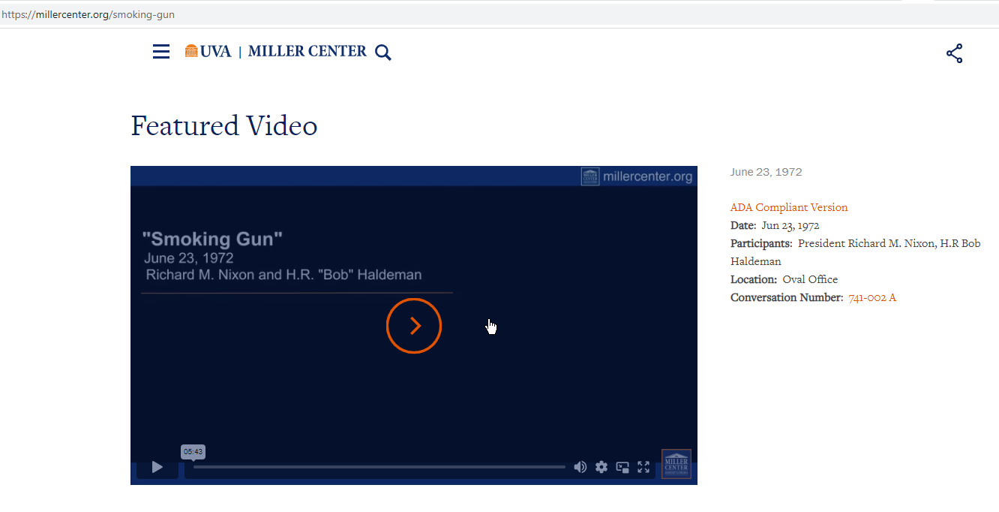 https://millercenter.org/smoking-gun
UVA | MILLER CENTER
Featured Video
millercenter.org
"Smoking Gun"
June 23, 1972
Richard M. Nixon and H.R. "Bob" Haldeman
05:43
MILLER
CENTER
June 23, 1972
ADA Compliant Version
Date: Jun 23, 1972
Participants: President Richard M. Nixon, H.R Bob
Haldeman
Location: Oval Office
Conversation Number: 741-002 A